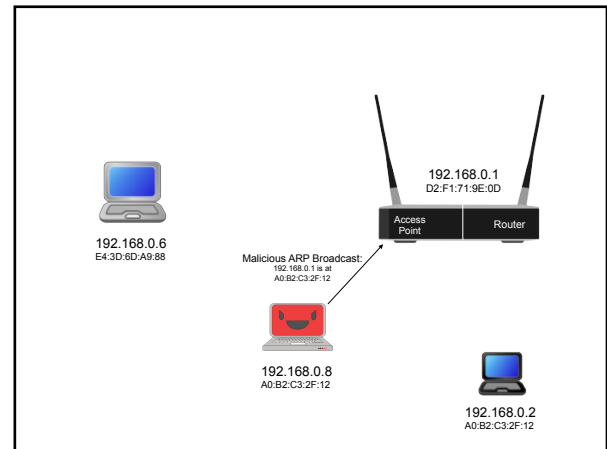 192.168.0.1
D2:F1:71:9E:0D
Access
Point
Router
192.168.0.6
E4:3D:6D:A9:88
Malicious ARP Broadcast:
192.168.0.1 is at
A0:B2:C3:2F:12
192.168.0.8
A0:B2:C3:2F:12
192.168.0.2
A0:B2:C3:2F:12